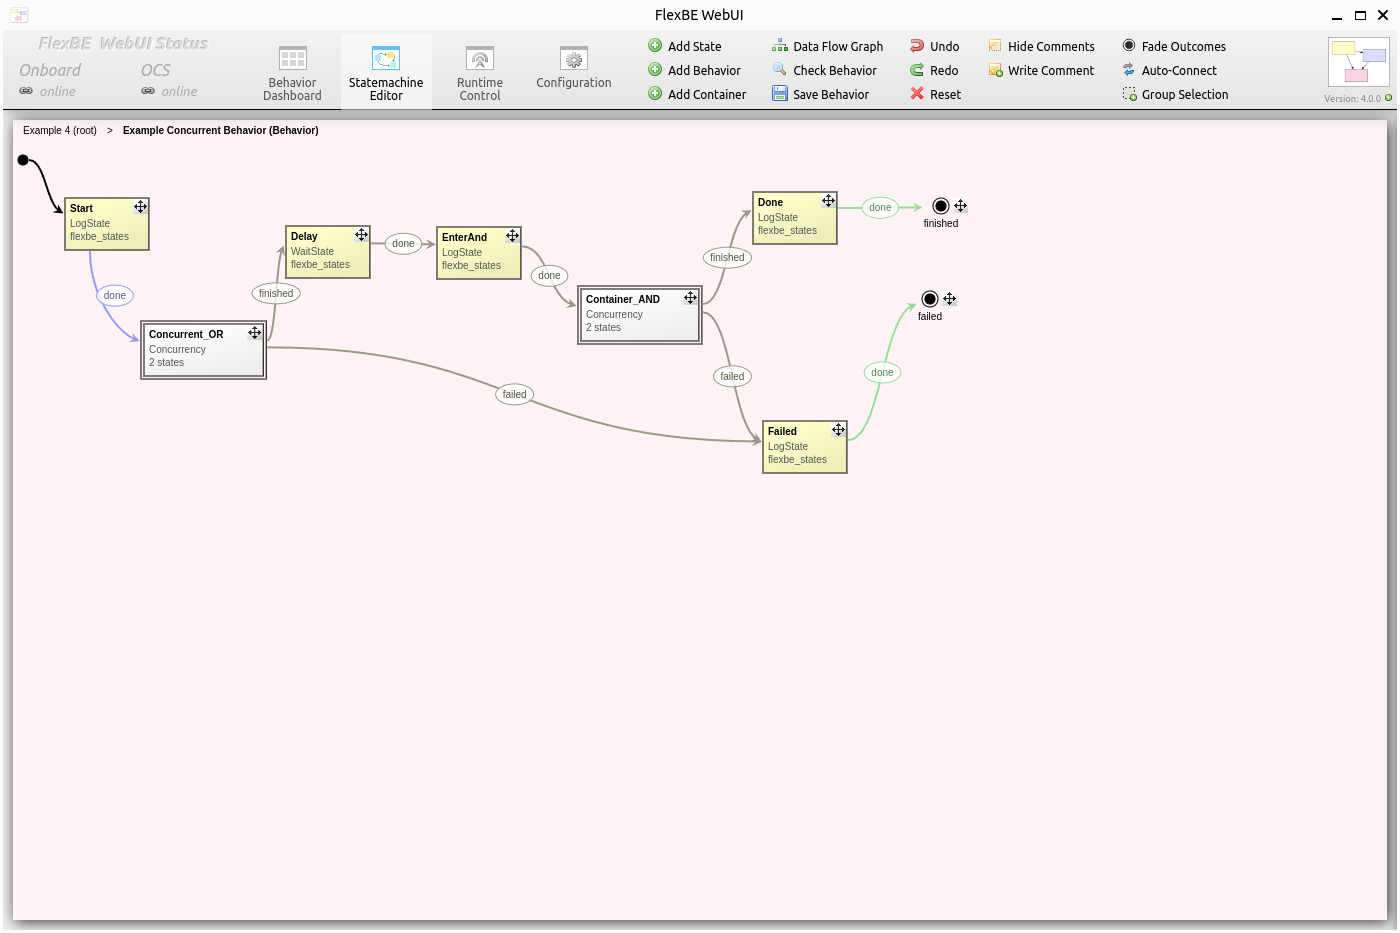 FlexBE WebUI
FlexBE WebUI Status
Onboard
online
OCS
online
Behavior
Dashboard
Statemachine
Editor
Runtime
Control
Configuration
Add State
Add Behavior
Add Container
Data Flow Graph
Check Behavior
Save Behavior
Undo
Redo
Reset
Hide Comments
Write Comment
Fade Outcomes
Auto-Connect
Group Selection
Version: 4.0.0
Example 4 (root) > Example Concurrent Behavior (Behavior)
Start
LogState
flexbe_states
done
Concurrent_OR
Concurrency
2 states
finished
Delay
WaitState
flexbe_states
done
EnterAnd
LogState
flexbe_states
done
Container_AND
Concurrency
2 states
finished
Done
LogState
flexbe_states
done
finished
failed
failed
Failed
LogState
flexbe_states
done
failed